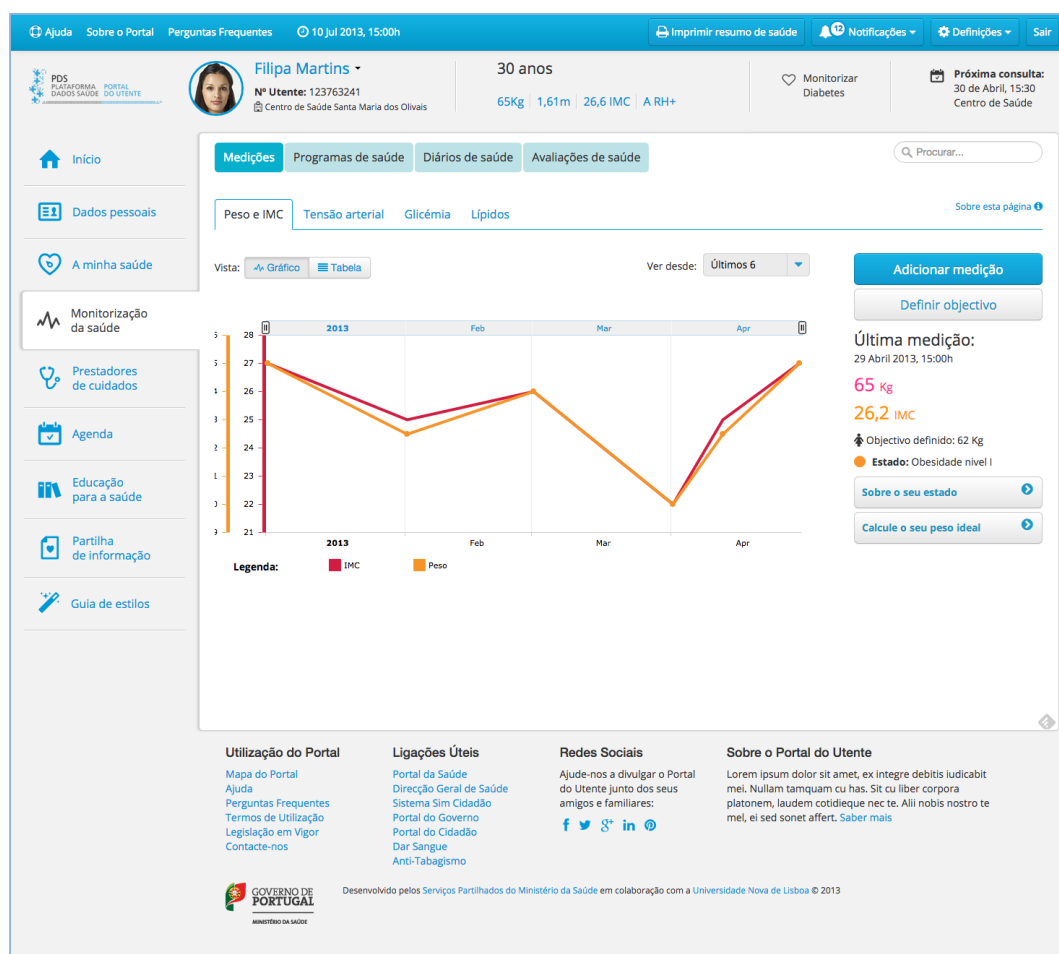 Ajuda Sobre o Portal Perguntas Frequentes 10 Jul 2013, 15:00h Imprimir resumo de saúde 12 Notificações Definições Sair
PDS
PLATAFORMA PORTAL
DADOS SAÚDE DO UTENTE
Filipa Martins
Nº Utente: 123763241
Centro de Saúde Santa Maria dos Olivais
30 anos
65Kg 1,61m 26,6 IMC A RH+
Monitorizar
Diabetes
Próxima consulta:
30 de Abril, 15:30
Centro de Saúde
Início
Dados pessoais
A minha saúde
Monitorização
da saúde
Prestadores
de cuidados
Agenda
Educação
para a saúde
Partilha
de informação
Guia de estilos
Medições Programas de saúde Diários de saúde Avaliações de saúde
Procurar...
Peso e IMC Tensão arterial Glicémia Lípidos
Sobre esta página
Vista: Gráfico Tabela
Ver desde: Últimos 6
2013 Feb Mar Apr
28
27
26
25
24
23
22
21
2013 Feb Mar Apr
Legenda: IMC Peso
Adicionar medição
Definir objectivo
Última medição:
29 Abril 2013, 15:00h
65 Kg
26,2 IMC
Objectivo definido: 62 Kg
Estado: Obesidade nivel I
Sobre o seu estado
Calcule o seu peso ideal
Utilização do Portal
Mapa do Portal
Ajuda
Perguntas Frequentes
Termos de Utilização
Legislação em Vigor
Contacte-nos
Ligações Úteis
Portal da Saúde
Direcção Geral de Saúde
Sistema Sim Cidadão
Portal do Governo
Portal do Cidadão
Dar Sangue
Anti-Tabagismo
Redes Sociais
Ajude-nos a divulgar o Portal
do Utente junto dos seus
amigos e familiares:
Sobre o Portal do Utente
Lorem ipsum dolor sit amet, ex integre debitis iudicabit
mei. Nullam tamquam cu has. Sit cu liber corpora
platonem, laudem cotidieque nec te. Alii nobis nostro te
mel, ei sed sonet affert. Saber mais
GOVERNO DE
PORTUGAL
MINISTÉRIO DA SAÚDE
Desenvolvido pelos Serviços Partilhados do Ministério da Saúde em colaboração com a Universidade Nova de Lisboa © 2013